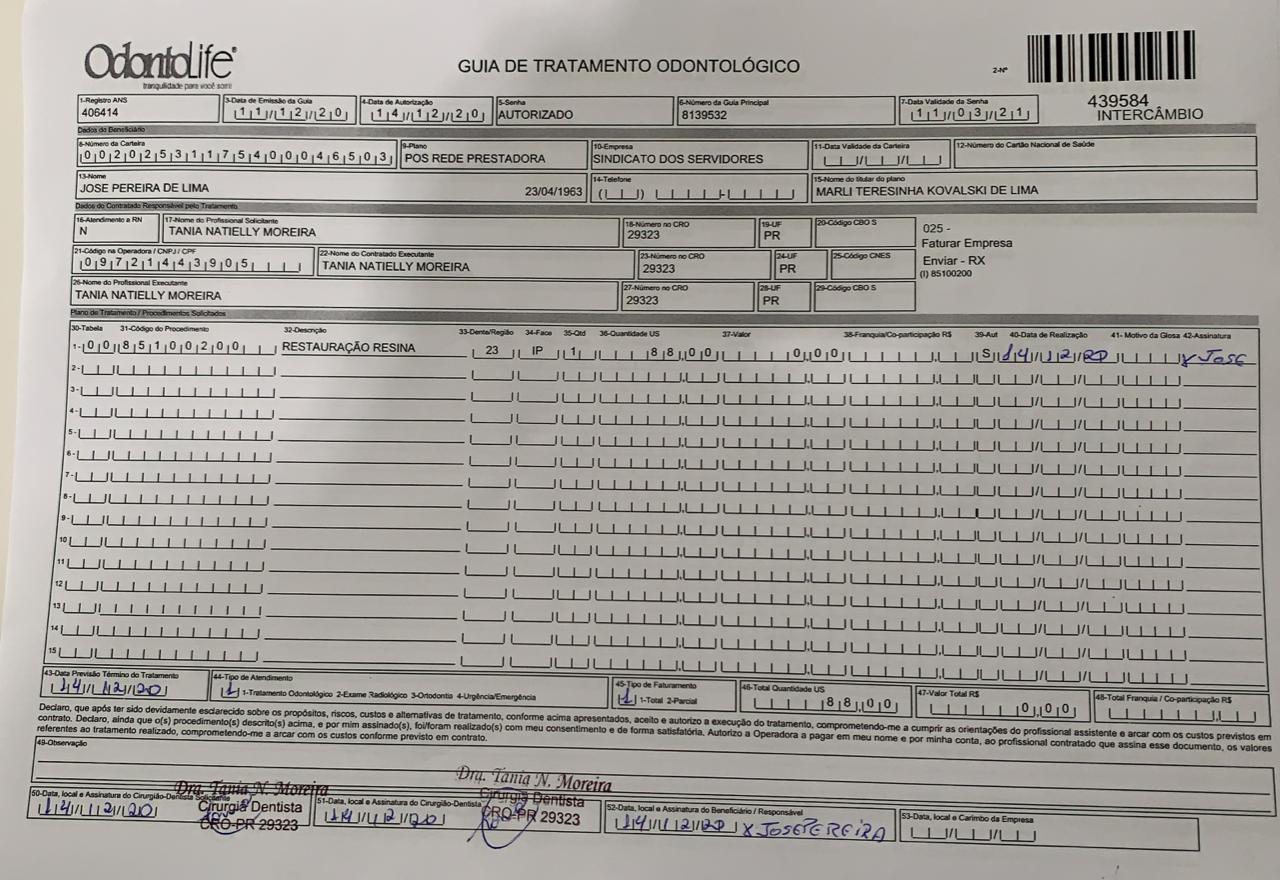 OdontoLife®
tranquilidade para você sorrir
GUIA DE TRATAMENTO ODONTOLÓGICO
2-Nº
439584
INTERCÂMBIO
1-Registro ANS 3-Data de Emissão da Guia 4-Data de Autorização 5-Senha 6-Número da Guia Principal 7-Data Validade da Senha
406414 11/12/20 14/12/20 AUTORIZADO 8139532 11/03/21
Dados do Beneficiário
8-Número da Carteira 9-Plano 10-Empresa 11-Data Validade da Carteira 12-Número do Cartão Nacional de Saúde
00202531175400046503 POS REDE PRESTADORA SINDICATO DOS SERVIDORES
13-Nome 14-Telefone 15-Nome do titular do plano
JOSE PEREIRA DE LIMA 23/04/1963 MARLI TERESINHA KOVALSKI DE LIMA
Dados do Contratado Responsável pelo Tratamento
16-Atendimento a RN 17-Nome do Profissional Solicitante 18-Número no CRO 19-UF 20-Código CBO S
N TANIA NATIELLY MOREIRA 29323 PR
025 -
Faturar Empresa
Enviar - RX
(I) 85100200
21-Código na Operadora / CNPJ / CPF 22-Nome do Contratado Executante 23-Número no CRO 24-UF 25-Código CNES
09721443905 TANIA NATIELLY MOREIRA 29323 PR
26-Nome do Profissional Executante 27-Número no CRO 28-UF 29-Código CBO S
TANIA NATIELLY MOREIRA 29323 PR
Plano de Tratamento / Procedimentos Solicitados
30-Tabela 31-Código do Procedimento 32-Descrição 33-Dente/Região 34-Face 35-Qtd 36-Quantidade US 37-Valor 38-Franquia/Co-participação R$ 39-Aut 40-Data de Realização 41- Motivo da Glosa 42-Assinatura
1- 00 85100200 RESTAURAÇÃO RESINA 23 IP 1 88,00 0,00 S 14/12/20 x JOSE
2-
3-
4-
5-
6-
7-
8-
9-
10
11
12
13
14
15
43-Data Previsão Término do Tratamento 44-Tipo de Atendimento 45-Tipo de Faturamento 46-Total Quantidade US 47-Valor Total R$ 48-Total Franquia / Co-participação R$
14/12/20 1 1-Tratamento Odontológico 2-Exame Radiológico 3-Ortodontia 4-Urgência/Emergência 1 1-Total 2-Parcial 88,00 0,00
Declaro, que após ter sido devidamente esclarecido sobre os propósitos, riscos, custos e alternativas de tratamento, conforme acima apresentados, aceito e autorizo a execução do tratamento, comprometendo-me a cumprir as orientações do profissional assistente e arcar com os custos previstos em
contrato. Declaro, ainda que o(s) procedimento(s) descrito(s) acima, e por mim assinado(s), foi/foram realizado(s) com meu consentimento e de forma satisfatória. Autorizo a Operadora a pagar em meu nome e por minha conta, ao profissional contratado que assina esse documento, os valores
referentes ao tratamento realizado, comprometendo-me a arcar com os custos conforme previsto em contrato.
49-Observação
50-Data, local e Assinatura do Cirurgião-Dentista Solicitante 51-Data, local e Assinatura do Cirurgião-Dentista 52-Data, local e Assinatura do Beneficiário / Responsável 53-Data, local e Carimbo da Empresa
14/12/20 14/12/20 14/12/20 x JOSEPEREIRA
Dra. Tania N. Moreira
Cirurgiã Dentista
CRO-PR 29323
Dra. Tania N. Moreira
Cirurgiã Dentista
CRO-PR 29323